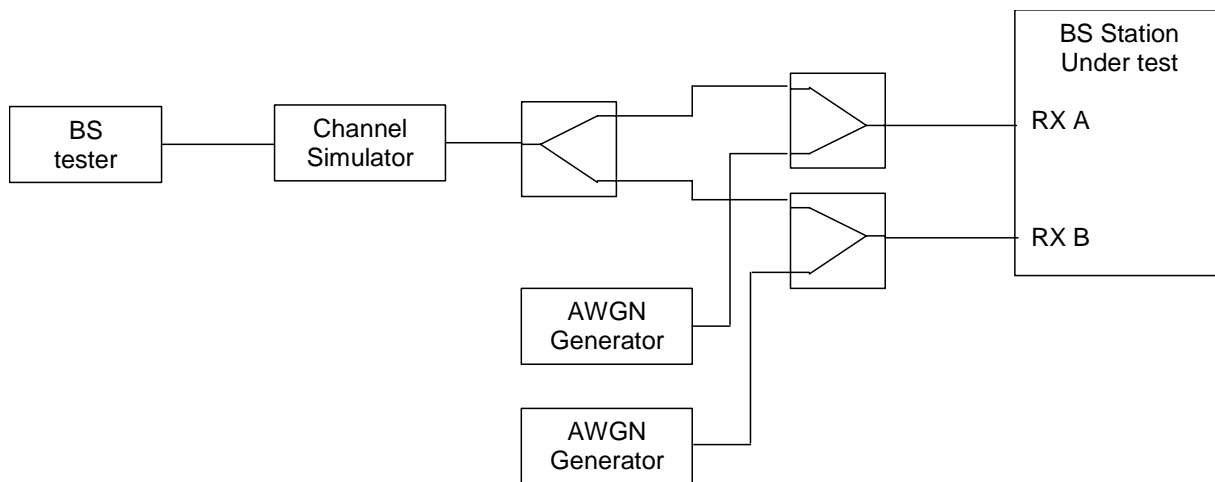 BS Station
Under test
BS
tester
Channel
Simulator
RX A
RX B
AWGN
Generator
AWGN
Generator